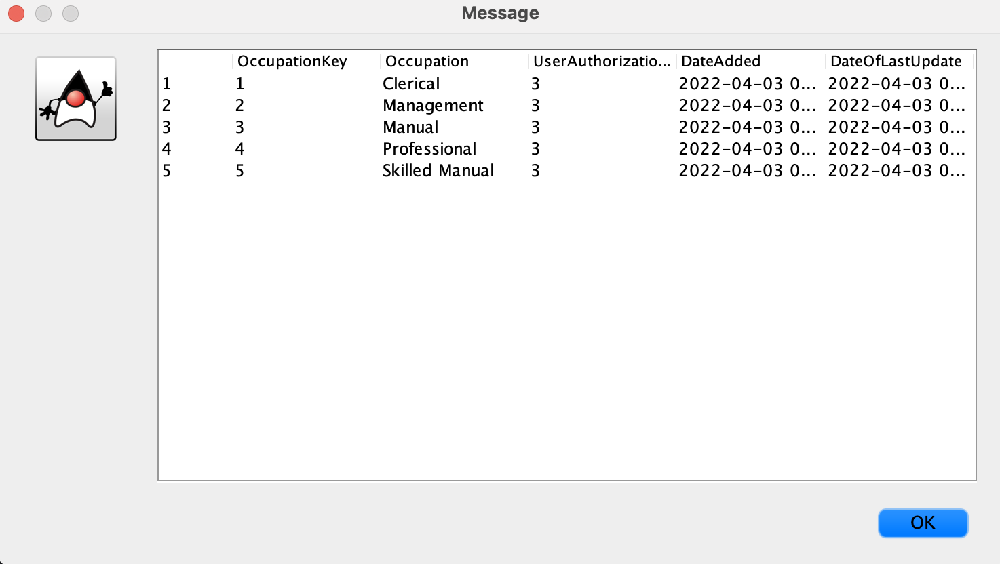 Message
OccupationKey Occupation UserAuthorizatio... DateAdded DateOfLastUpdate
1 1 Clerical 3 2022-04-03 0... 2022-04-03 0...
2 2 Management 3 2022-04-03 0... 2022-04-03 0...
3 3 Manual 3 2022-04-03 0... 2022-04-03 0...
4 4 Professional 3 2022-04-03 0... 2022-04-03 0...
5 5 Skilled Manual 3 2022-04-03 0... 2022-04-03 0...
OK